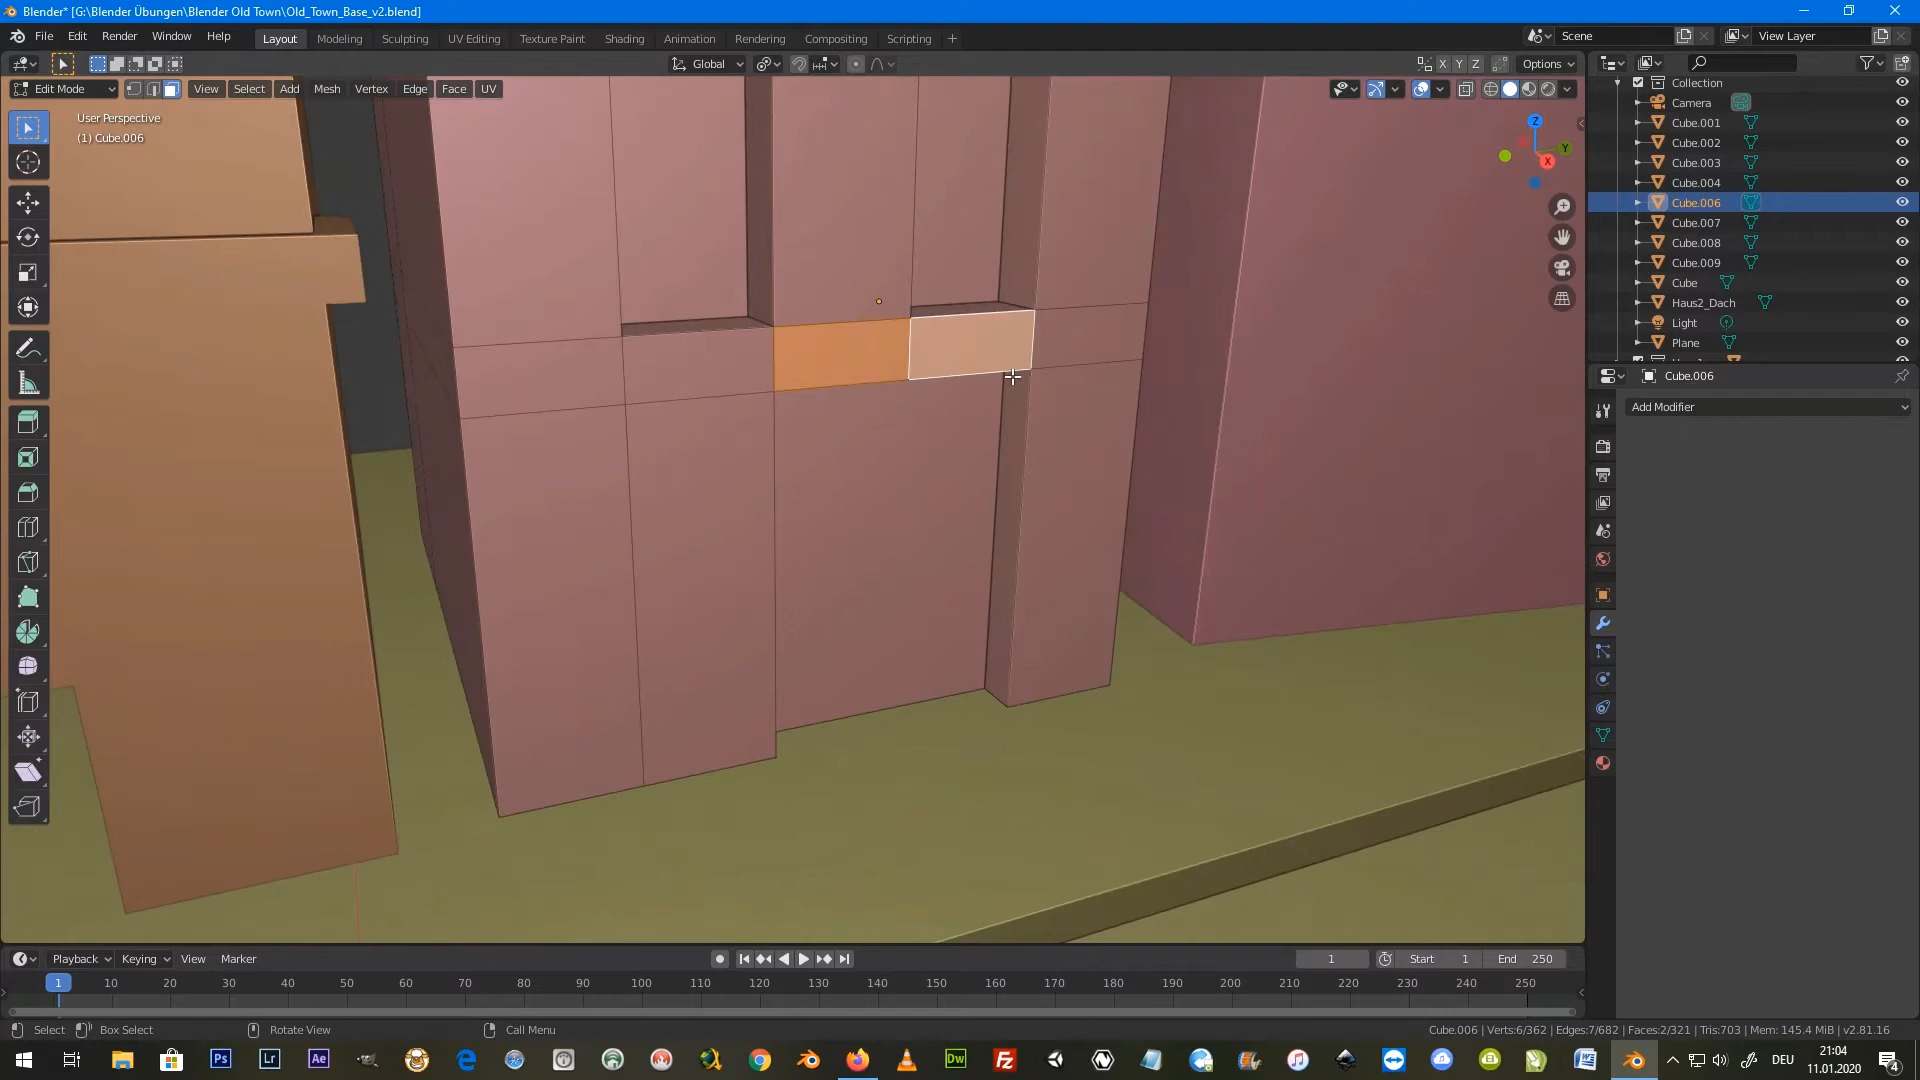 Blender* [G:\Blender Übungen\Blender Old Town\Old_Town_Base_v2.blend]
File Edit Render Window Help Layout Modeling Sculpting UV Editing Texture Paint Shading Animation Rendering Compositing Scripting + Scene View Layer
Global X Y Z Options
Edit Mode View Select Add Mesh Vertex Edge Face UV
User Perspective
(1) Cube.006
Z
Y
X
Collection
Camera
Cube.001
Cube.002
Cube.003
Cube.004
Cube.006
Cube.007
Cube.008
Cube.009
Cube
Haus2_Dach
Light
Plane
Cube.006
Add Modifier
Playback Keying View Marker 1 Start 1 End 250
1 10 20 30 40 50 60 70 80 90 100 110 120 130 140 150 160 170 180 190 200 210 220 230 240 250
Select Box Select Rotate View Call Menu Cube.006 | Verts:6/362 | Edges:7/682 | Faces:2/321 | Tris:703 | Mem: 145.4 MiB | v2.81.16
Ps Lr Ae Dw Fz DEU 21:04
11.01.2020
4